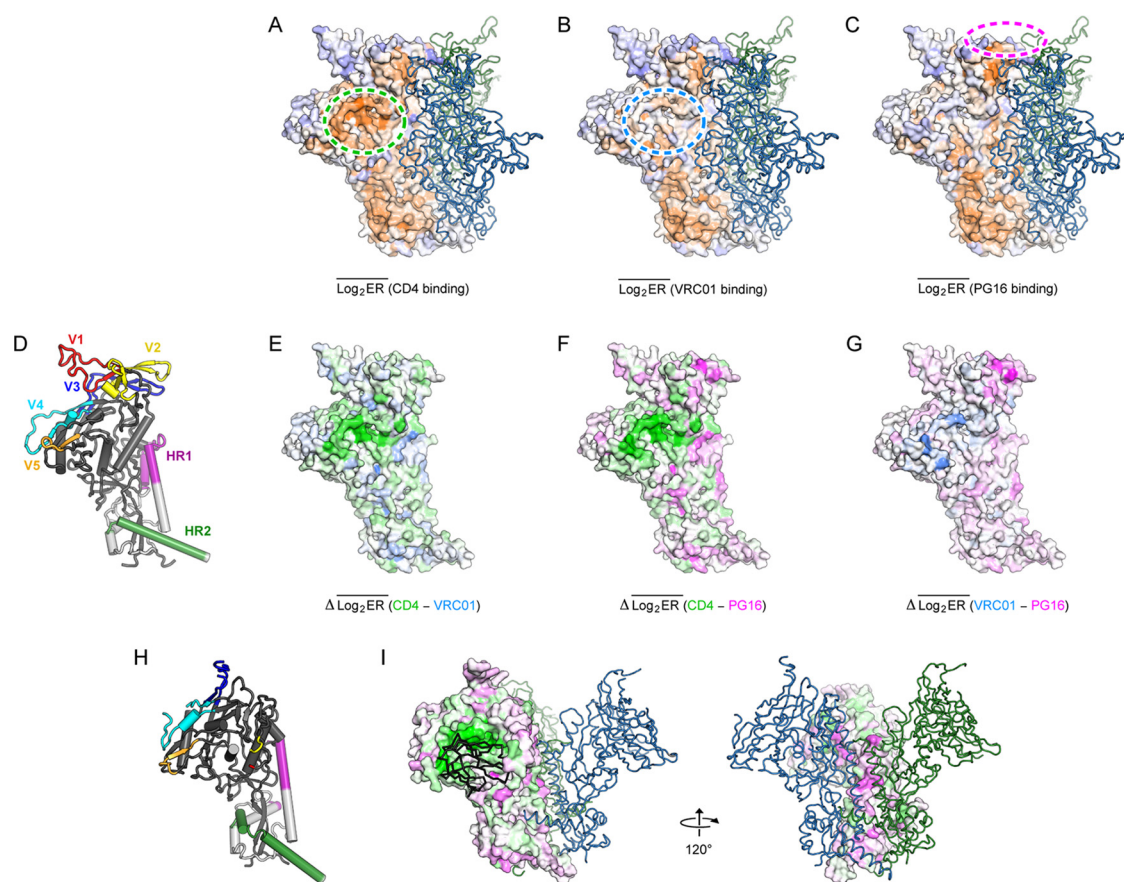 A
B
C
Log2ER (CD4 binding)
Log2ER (VRC01 binding)
Log2ER (PG16 binding)
D
V1
V2
V3
V4
V5
HR1
HR2
E
F
G
Δ Log2ER (CD4 – VRC01)
Δ Log2ER (CD4 – PG16)
Δ Log2ER (VRC01 – PG16)
H
I
120°